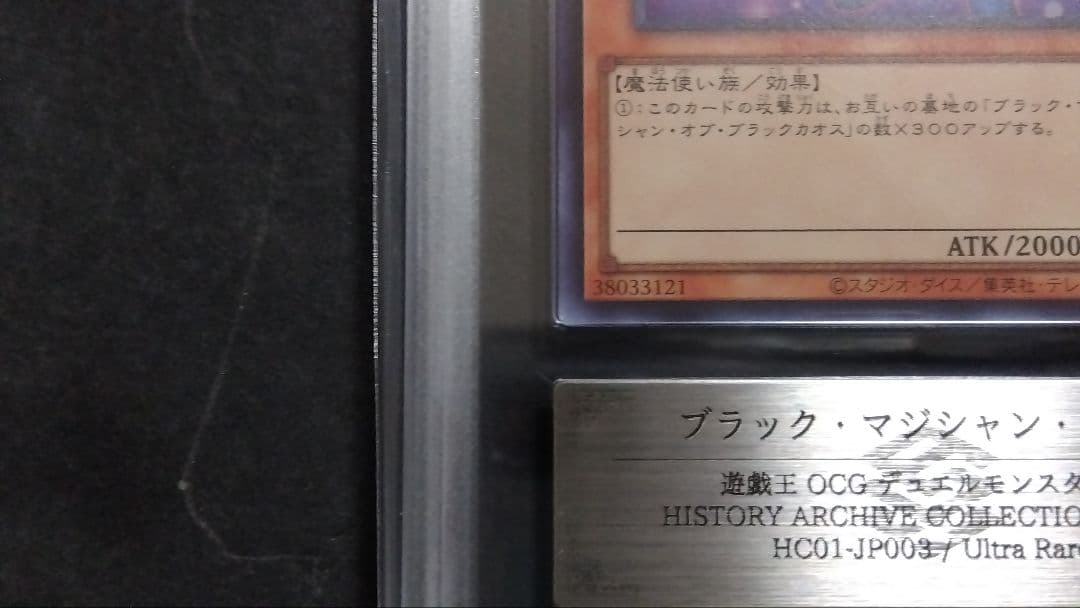 【魔法使い族／効果】
①：このカードの攻撃力は、お互いの墓地の「ブラック・マ
シャン・オブ・ブラックカオス」の数×３００アップする。
ATK/2000
38033121
©スタジオ・ダイス／集英社・テレ
ブラック・マジシャン・
遊戯王 OCG デュエルモンスタ
HISTORY ARCHIVE COLLECTIO
HC01-JP003 / Ultra Rare